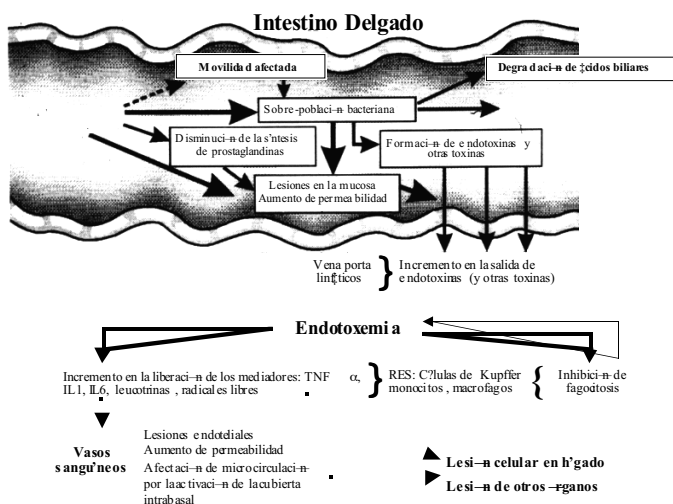 Intestino Delgado
Movilidad afectada
Degradaci–n de ‡cidos biliares
Sobre-poblaci–n bacteriana
Disminuci–n de la s'ntesis
de prostaglandinas
Formaci–n de endotoxinas y
otras toxinas
Lesiones en la mucosa
Aumento de permeabilidad
Vena porta
linf‡ticos
} Incremento en la salida de
endotoxinas (y otras toxinas)
Endotoxemia
Incremento en la liberaci–n de los mediadores: TNF α,
IL1, IL6, leucotrinas , radicales libres
} RES: C?lulas de Kupffer
monocitos , macrofagos
{ Inhibici–n de
fagocitosis
Vasos
sangu'neos
Lesiones endoteliales
Aumento de permeabilidad
Afectaci–n de microcirculaci–n
por la activaci–n de la cubierta
intrabasal
Lesi–n celular en h'gado
Lesi–n de otros –rganos